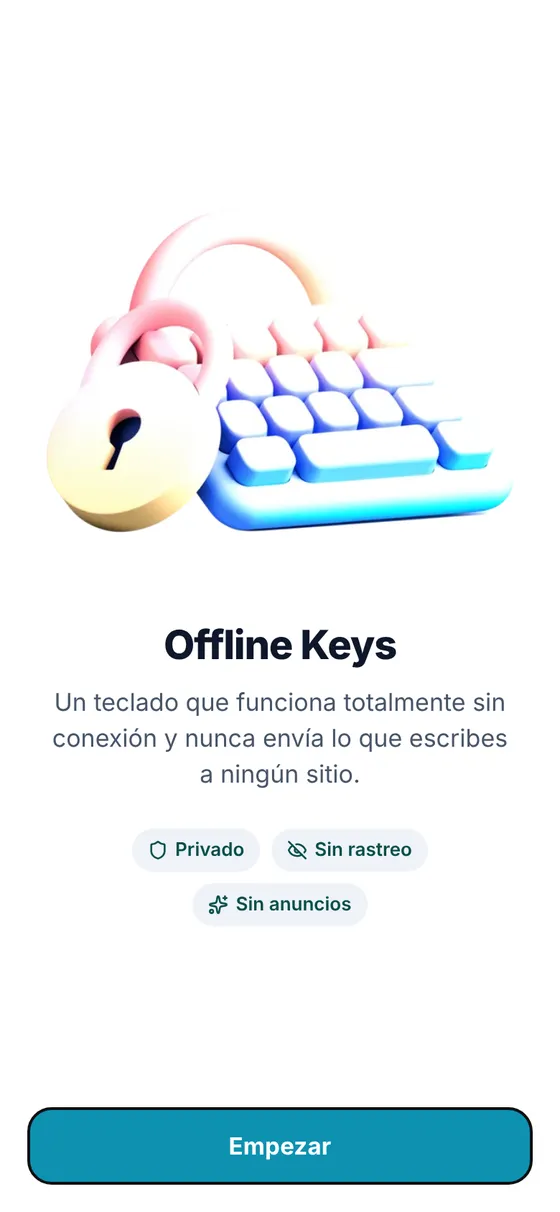 Offline Keys
Un teclado que funciona totalmente sin
conexión y nunca envía lo que escribes
a ningún sitio.
Privado
Sin rastreo
Sin anuncios
Empezar